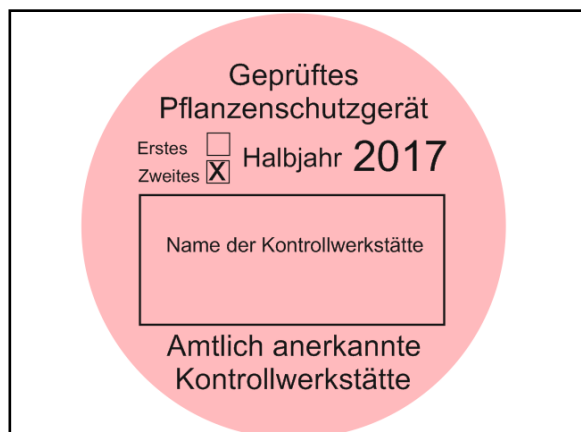 Geprüftes
Pflanzenschutzgerät
Erstes
Zweites X Halbjahr 2017
Name der Kontrollwerkstätte
Amtlich anerkannte
Kontrollwerkstätte